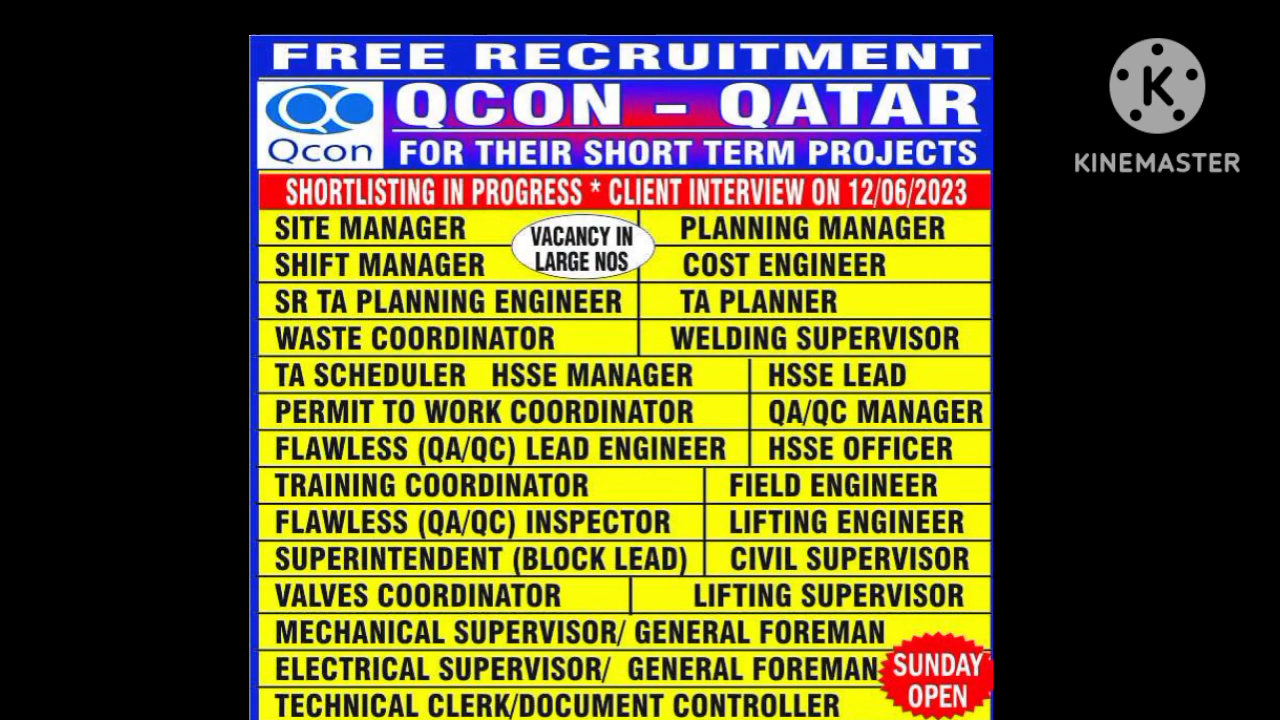 FREE RECRUITMENT
Qcon
QCON - QATAR
FOR THEIR SHORT TERM PROJECTS
SHORTLISTING IN PROGRESS * CLIENT INTERVIEW ON 12/06/2023
SITE MANAGER
PLANNING MANAGER
VACANCY IN
LARGE NOS
SHIFT MANAGER
COST ENGINEER
SR TA PLANNING ENGINEER
TA PLANNER
WASTE COORDINATOR
WELDING SUPERVISOR
TA SCHEDULER HSSE MANAGER
HSSE LEAD
PERMIT TO WORK COORDINATOR
QA/QC MANAGER
FLAWLESS (QA/QC) LEAD ENGINEER
HSSE OFFICER
TRAINING COORDINATOR
FIELD ENGINEER
FLAWLESS (QA/QC) INSPECTOR
LIFTING ENGINEER
SUPERINTENDENT (BLOCK LEAD)
CIVIL SUPERVISOR
VALVES COORDINATOR
LIFTING SUPERVISOR
MECHANICAL SUPERVISOR/ GENERAL FOREMAN
ELECTRICAL SUPERVISOR/ GENERAL FOREMAN
TECHNICAL CLERK/DOCUMENT CONTROLLER
SUNDAY
OPEN
K
KINEMASTER